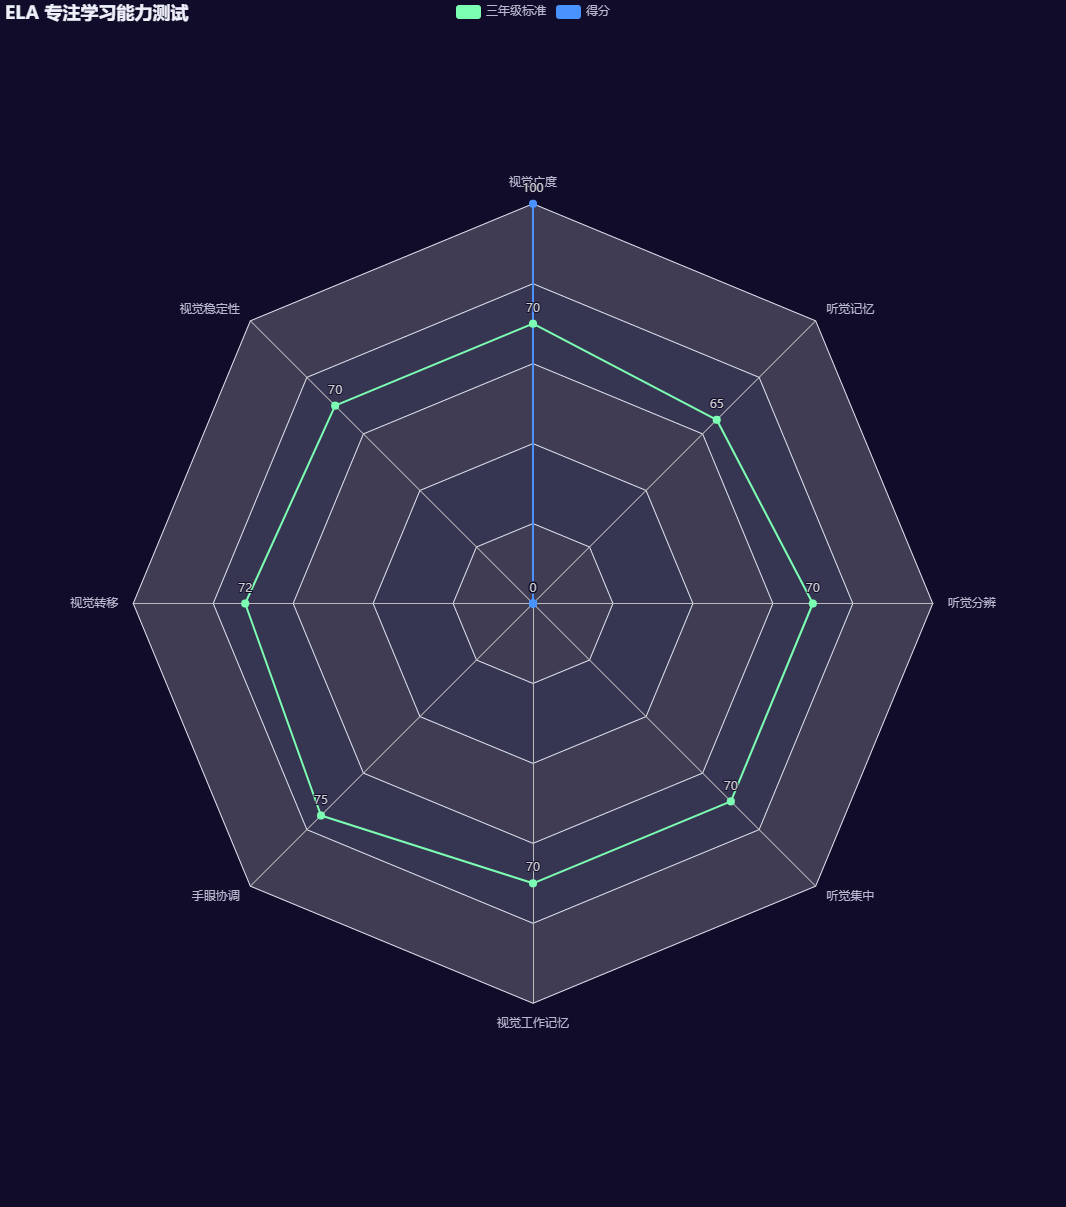 ELA 专注学习能力测试
三年级标准
得分
视觉广度
100
视觉稳定性
听觉记忆
70
70
65
视觉转移
72
0
70
听觉分辨
75
70
70
手眼协调
听觉集中
视觉工作记忆